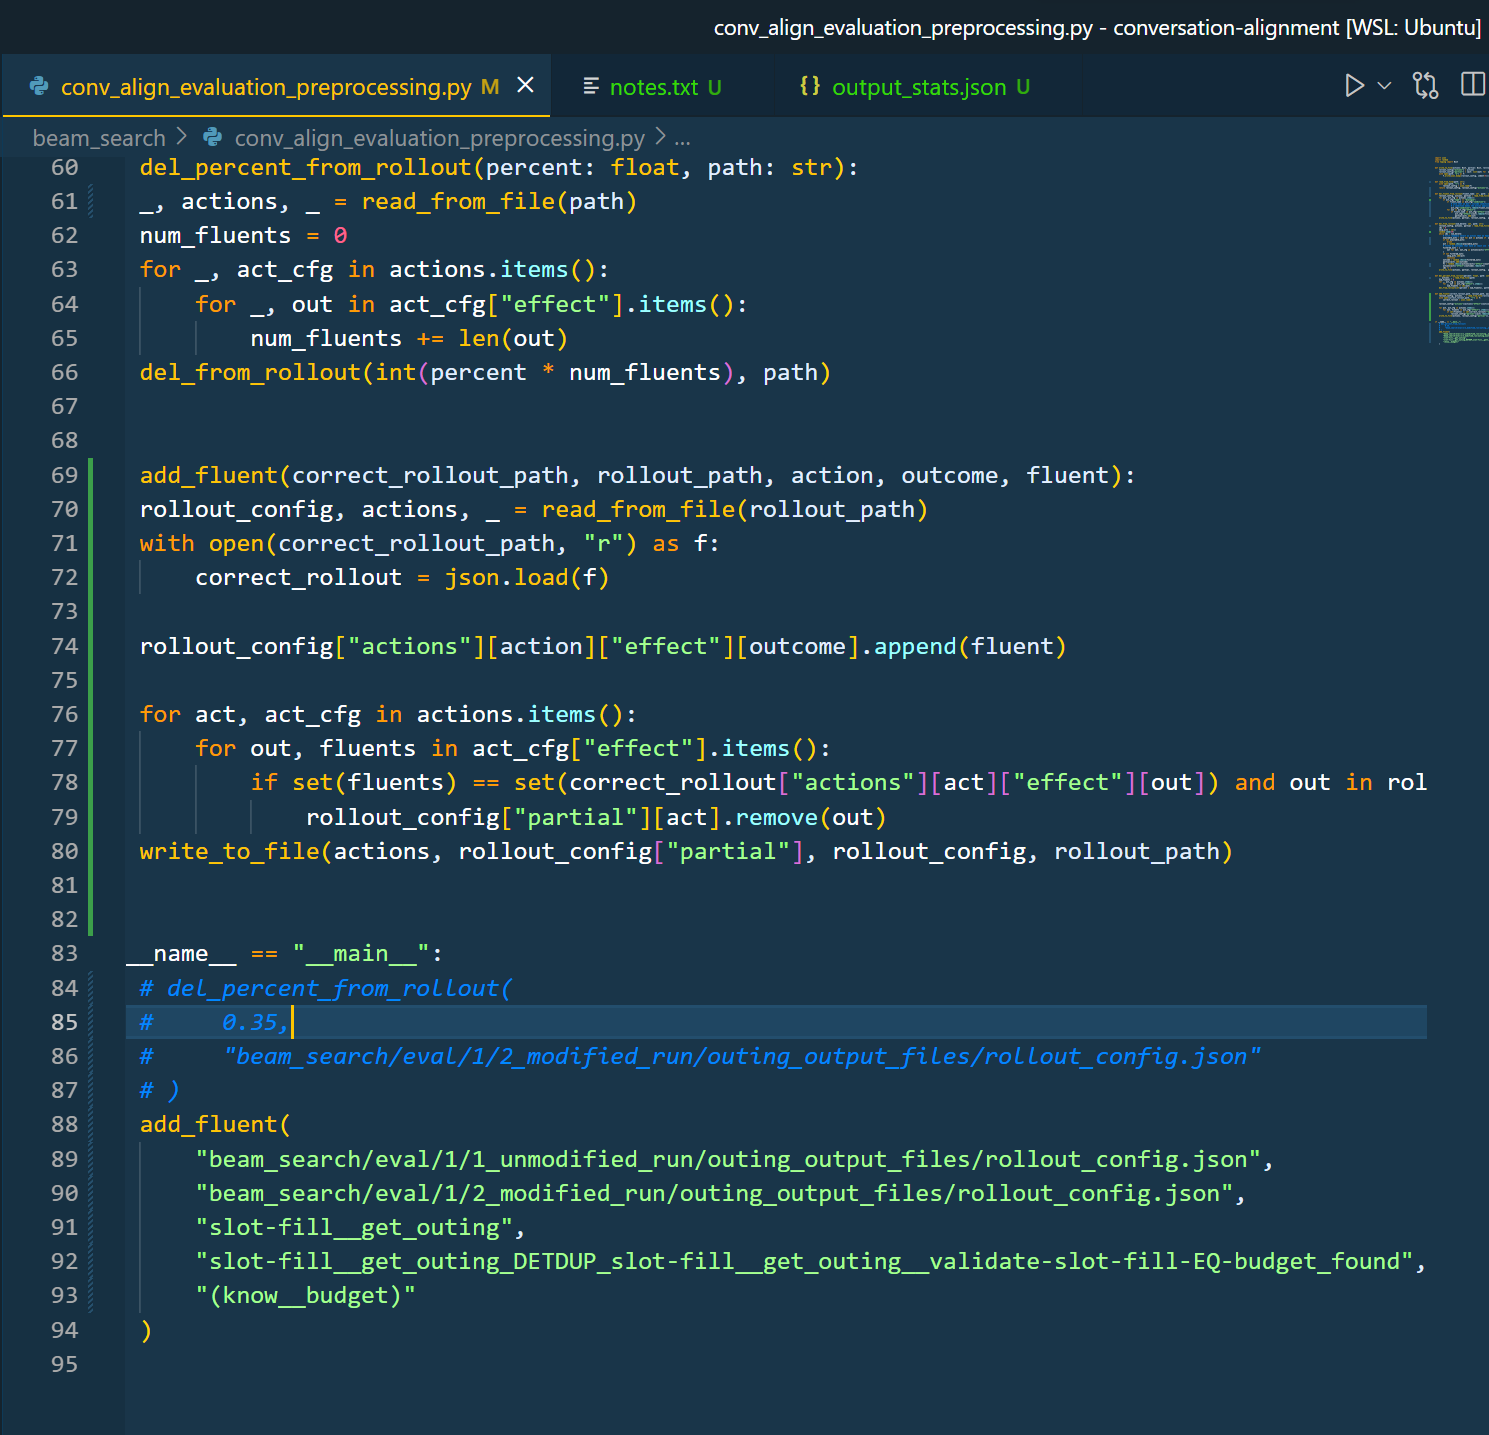 conv_align_evaluation_preprocessing.py - conversation-alignment [WSL: Ubuntu]
conv_align_evaluation_preprocessing.py M notes.txt U {} output_stats.json U
beam_search > conv_align_evaluation_preprocessing.py > ...
60 del_percent_from_rollout(percent: float, path: str):
61 _, actions, _ = read_from_file(path)
62 num_fluents = 0
63 for _, act_cfg in actions.items():
64     for _, out in act_cfg["effect"].items():
65         num_fluents += len(out)
66 del_from_rollout(int(percent * num_fluents), path)
67
68
69 add_fluent(correct_rollout_path, rollout_path, action, outcome, fluent):
70 rollout_config, actions, _ = read_from_file(rollout_path)
71 with open(correct_rollout_path, "r") as f:
72     correct_rollout = json.load(f)
73
74 rollout_config["actions"][action]["effect"][outcome].append(fluent)
75
76 for act, act_cfg in actions.items():
77     for out, fluents in act_cfg["effect"].items():
78         if set(fluents) == set(correct_rollout["actions"][act]["effect"][out]) and out in rol
79             rollout_config["partial"][act].remove(out)
80 write_to_file(actions, rollout_config["partial"], rollout_config, rollout_path)
81
82
83 __name__ == "__main__":
84 # del_percent_from_rollout(
85 #     0.35,
86 #     "beam_search/eval/1/2_modified_run/outing_output_files/rollout_config.json"
87 # )
88 add_fluent(
89     "beam_search/eval/1/1_unmodified_run/outing_output_files/rollout_config.json",
90     "beam_search/eval/1/2_modified_run/outing_output_files/rollout_config.json",
91     "slot-fill__get_outing",
92     "slot-fill__get_outing_DETDUP_slot-fill__get_outing__validate-slot-fill-EQ-budget_found",
93     "(know__budget)"
94 )
95